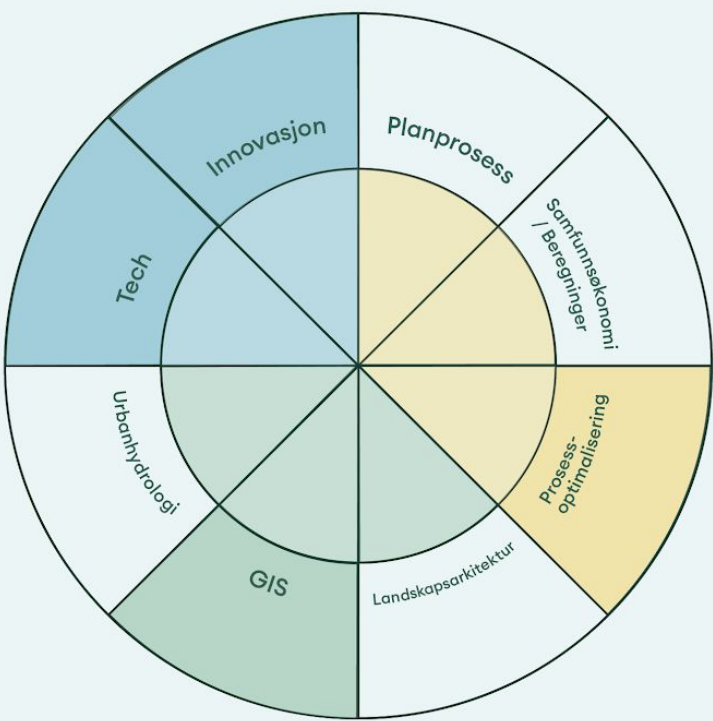 Innovasjon
Planprosess
Samfunnsøkonomi
/ Beregninger
Tech
Urbanhydrologi
Prosess-
optimalisering
GIS
Landskapsarkitektur